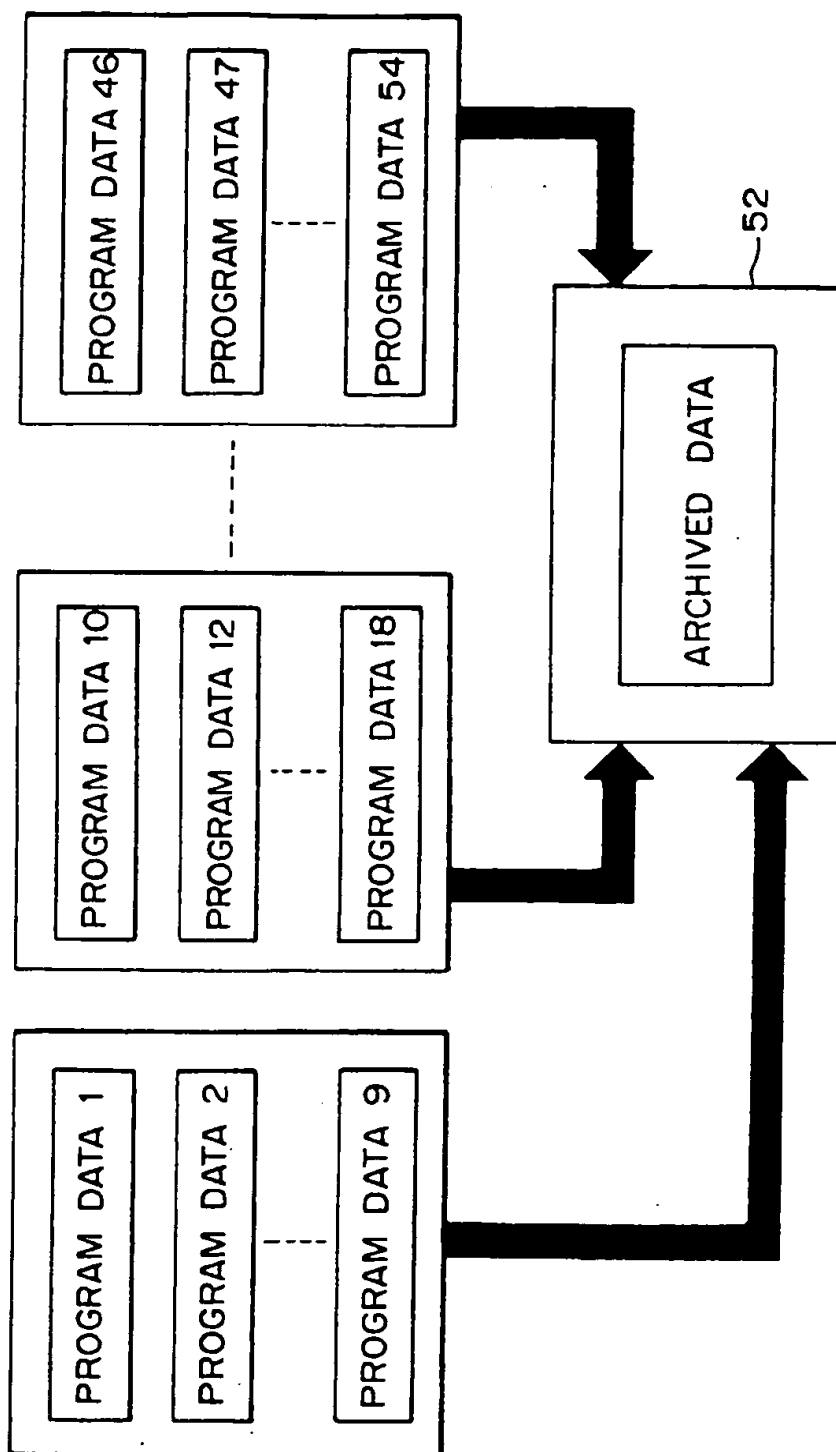 PROGRAM DATA 1
PROGRAM DATA 2
PROGRAM DATA 9
PROGRAM DATA 10
PROGRAM DATA 12
PROGRAM DATA 18
PROGRAM DATA 46
PROGRAM DATA 47
PROGRAM DATA 54
ARCHIVED DATA
52